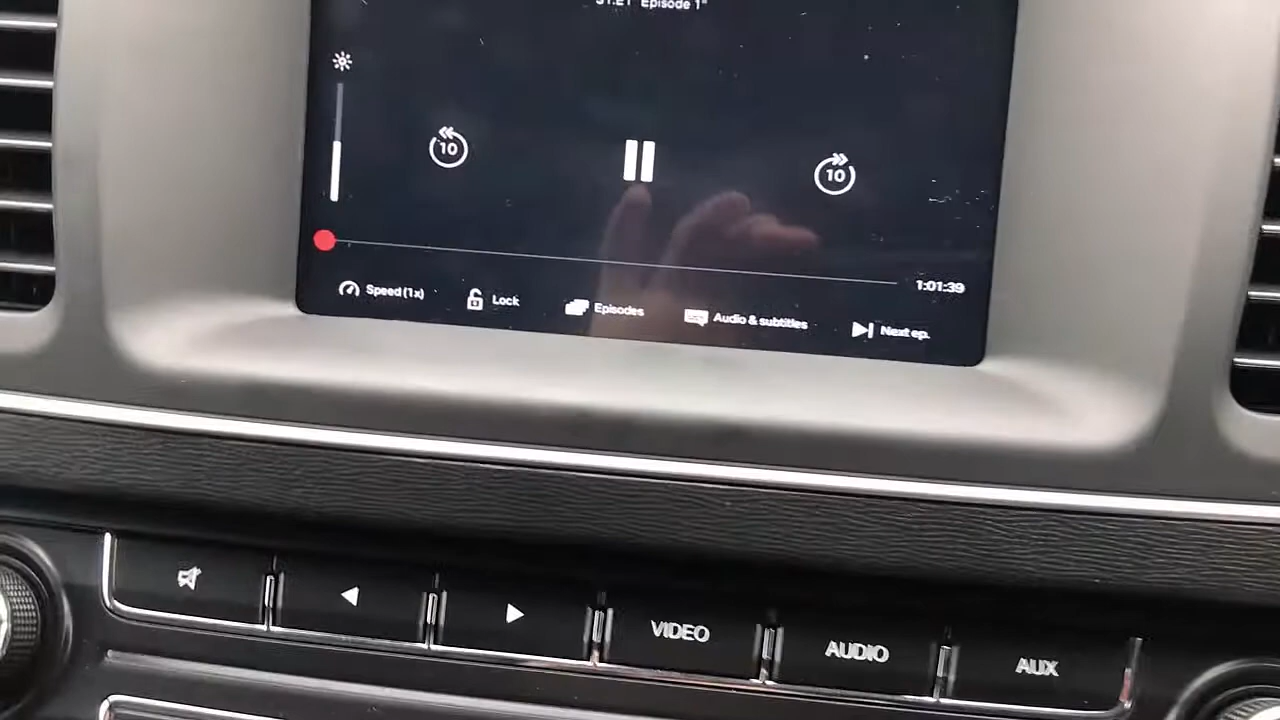 Episode 1"
10
10
1:01:39
Speed (1x)
Lock
Episodes
Audio & subtitles
Next ep.
VIDEO
AUDIO
AUX